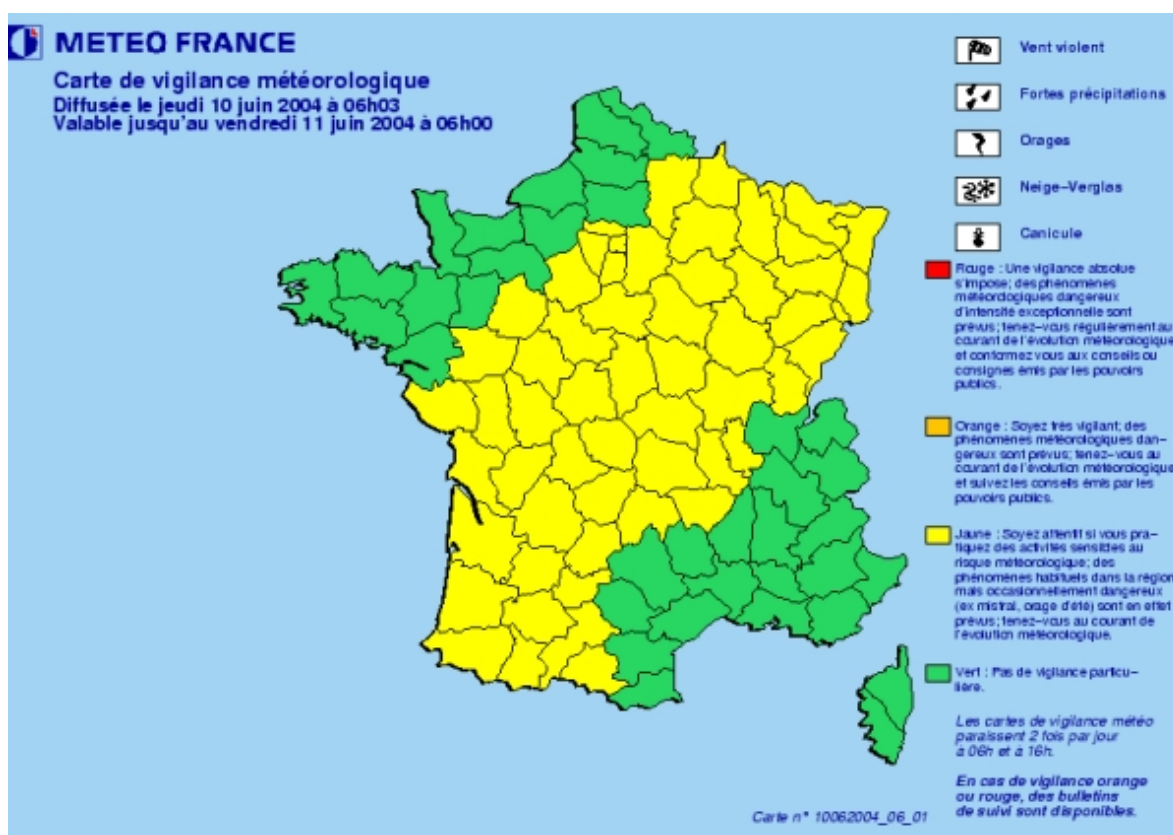 METEO FRANCE
Carte de vigilance météorologique
Diffusée le jeudi 10 juin 2004 à 06h03
Valable jusqu'au vendredi 11 juin 2004 à 06h00
Vent violent
Fortes précipitations
Orages
Neige-Verglas
Canicule
Rouge : Une vigilance absolue
s'impose; des phénomènes
météorologiques dangereux
d'intensité exceptionnelle sont
prévus; tenez-vous régulièrement au
courant de l'évolution météorologique
et conformez vous aux conseils ou
consignes émis par les pouvoirs
publics.
Orange : Soyez très vigilant; des
phénomènes météorologiques dan-
gereux sont prévus; tenez-vous au
courant de l'évolution météorologique
et suivez les conseils émis par les
pouvoirs publics.
Jaune : Soyez attentif si vous pra-
tiquez des activités sensibles au
risque météorologique; des
phénomènes habituels dans la région
mais occasionnellement dangereux
(ex mistral, orage d'été) sont en effet
prévus; tenez-vous au courant de
l'évolution météorologique.
Vert : Pas de vigilance particu-
lière.
Les cartes de vigilance météo
paraissent 2 fois par jour
à 06h et à 16h.
En cas de vigilance orange
ou rouge, des bulletins
de suivi sont disponibles.
Carte n° 10062004_06_01